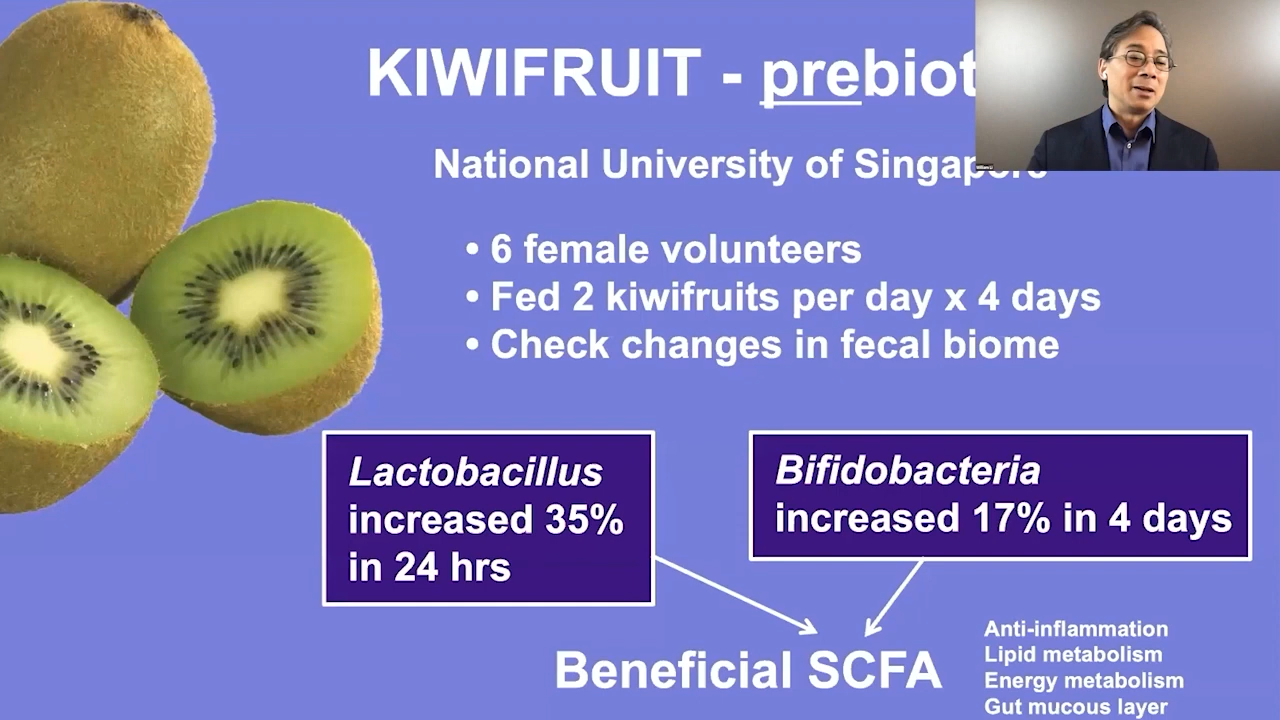 KIWIFRUIT - prebiot
National University of Singapore
• 6 female volunteers
• Fed 2 kiwifruits per day x 4 days
• Check changes in fecal biome
Lactobacillus
increased 35%
in 24 hrs
Bifidobacteria
increased 17% in 4 days
Beneficial SCFA
Anti-inflammation
Lipid metabolism
Energy metabolism
Gut mucous layer